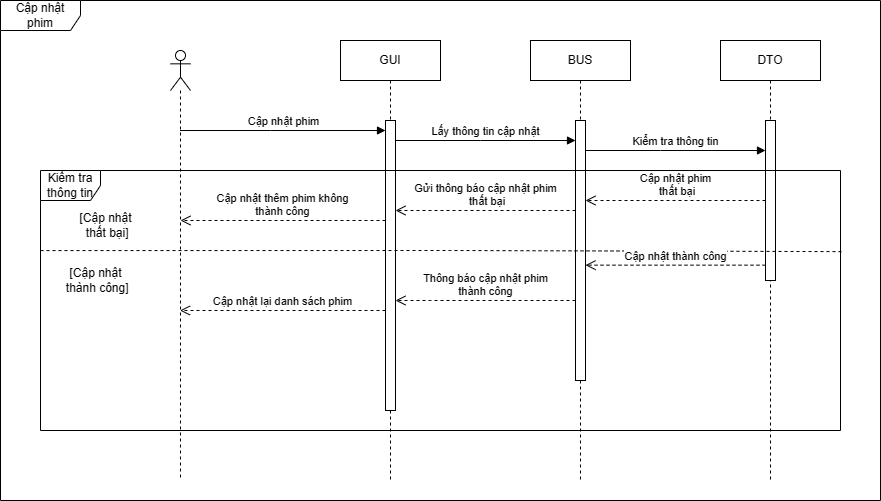 Cập nhật
phim
GUI
BUS
DTO
Cập nhật phim
Lấy thông tin cập nhật
Kiểm tra thông tin
Kiểm tra
thông tin
Cập nhật phim
thất bại
Gửi thông báo cập nhật phim
thất bại
Cập nhật thêm phim không
thành công
[Cập nhật
thất bại]
Cập nhật thành công
[Cập nhật
thành công]
Thông báo cập nhật phim
thành công
Cập nhật lại danh sách phim